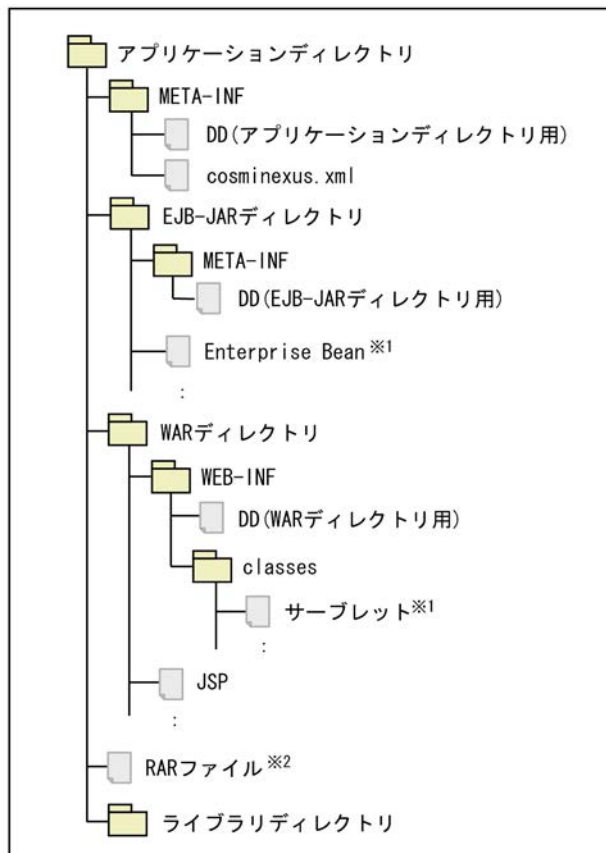 アプリケーションディレクトリ
META-INF
DD(アプリケーションディレクトリ用)
cosminexus.xml
EJB-JARディレクトリ
META-INF
DD(EJB-JARディレクトリ用)
Enterprise Bean※1
:
WARディレクトリ
WEB-INF
DD(WARディレクトリ用)
classes
サーブレット※1
:
JSP
:
RARファイル※2
ライブラリディレクトリ